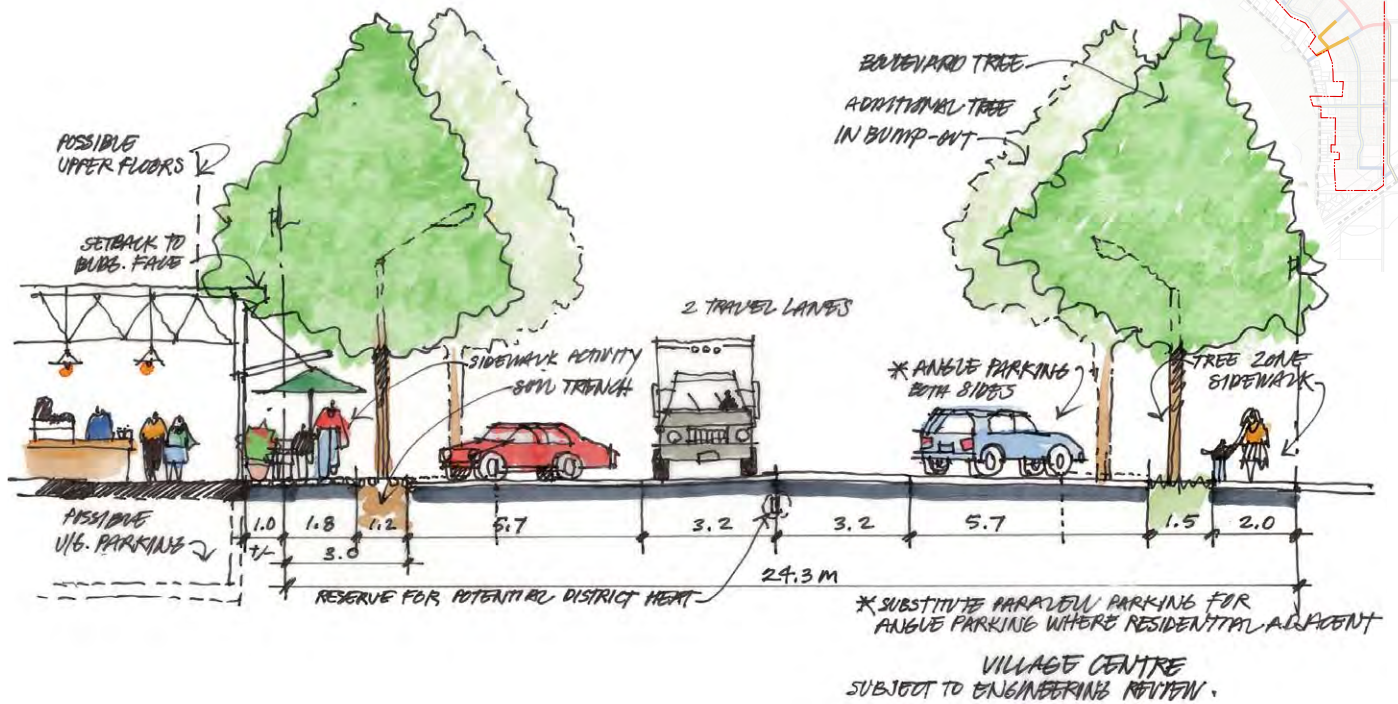 POSSIBLE
UPPER FLOORS
SETBACK TO
BLDG. FACE
BOULEVARD TREE
ADDITIONAL TREE
IN BUMP-OUT
2 TRAVEL LANES
SIDEWALK ACTIVITY
SOIL TRENCH
* ANGLE PARKING
BOTH SIDES
TREE ZONE
SIDEWALK
POSSIBLE
U/G. PARKING
1.0
+/-
1.8
1.2
3.0
5.7
3.2
3.2
5.7
1.5
2.0
24.3 M
RESERVE FOR POTENTIAL DISTRICT HEAT
* SUBSTITUTE PARALELL PARKING FOR
ANGLE PARKING WHERE RESIDENTIAL ADJACENT
VILLAGE CENTRE
SUBJECT TO ENGINEERING REVIEW.